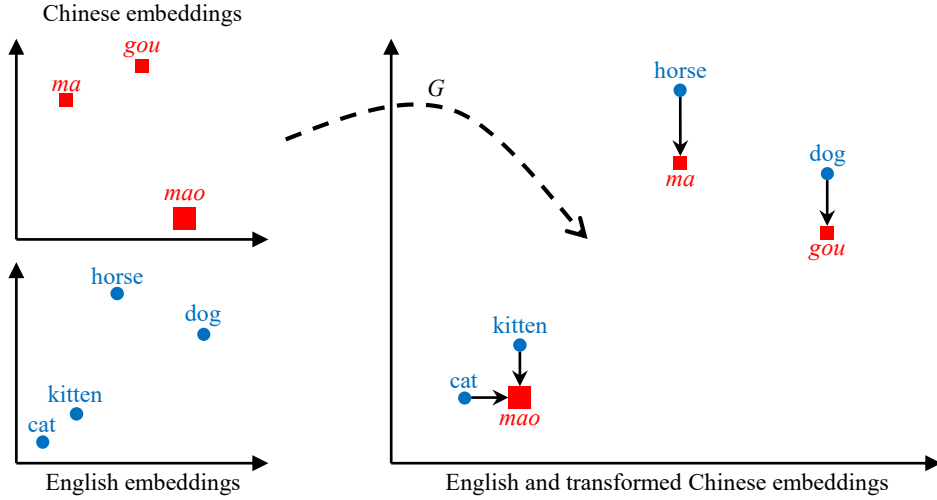 Chinese embeddings
gou
ma
mao
horse
dog
kitten
cat
English embeddings
G
horse
dog
ma
gou
kitten
cat
mao
English and transformed Chinese embeddings